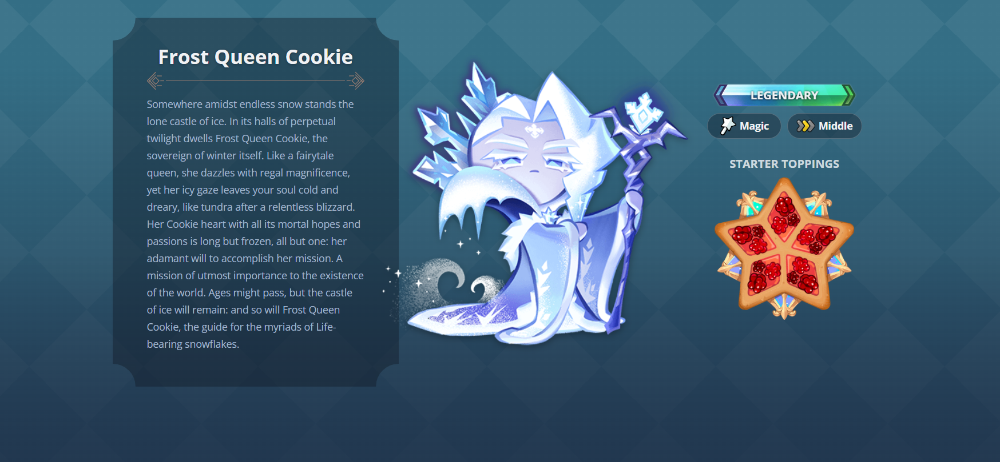 Frost Queen Cookie
Somewhere amidst endless snow stands the
lone castle of ice. In its halls of perpetual
twilight dwells Frost Queen Cookie, the
sovereign of winter itself. Like a fairytale
queen, she dazzles with regal magnificence,
yet her icy gaze leaves your soul cold and
dreary, like tundra after a relentless blizzard.
Her Cookie heart with all its mortal hopes and
passions is long but frozen, all but one: her
adamant will to accomplish her mission. A
mission of utmost importance to the existence
of the world. Ages might pass, but the castle
of ice will remain: and so will Frost Queen
Cookie, the guide for the myriads of Life-
bearing snowflakes.
LEGENDARY
Magic
Middle
STARTER TOPPINGS